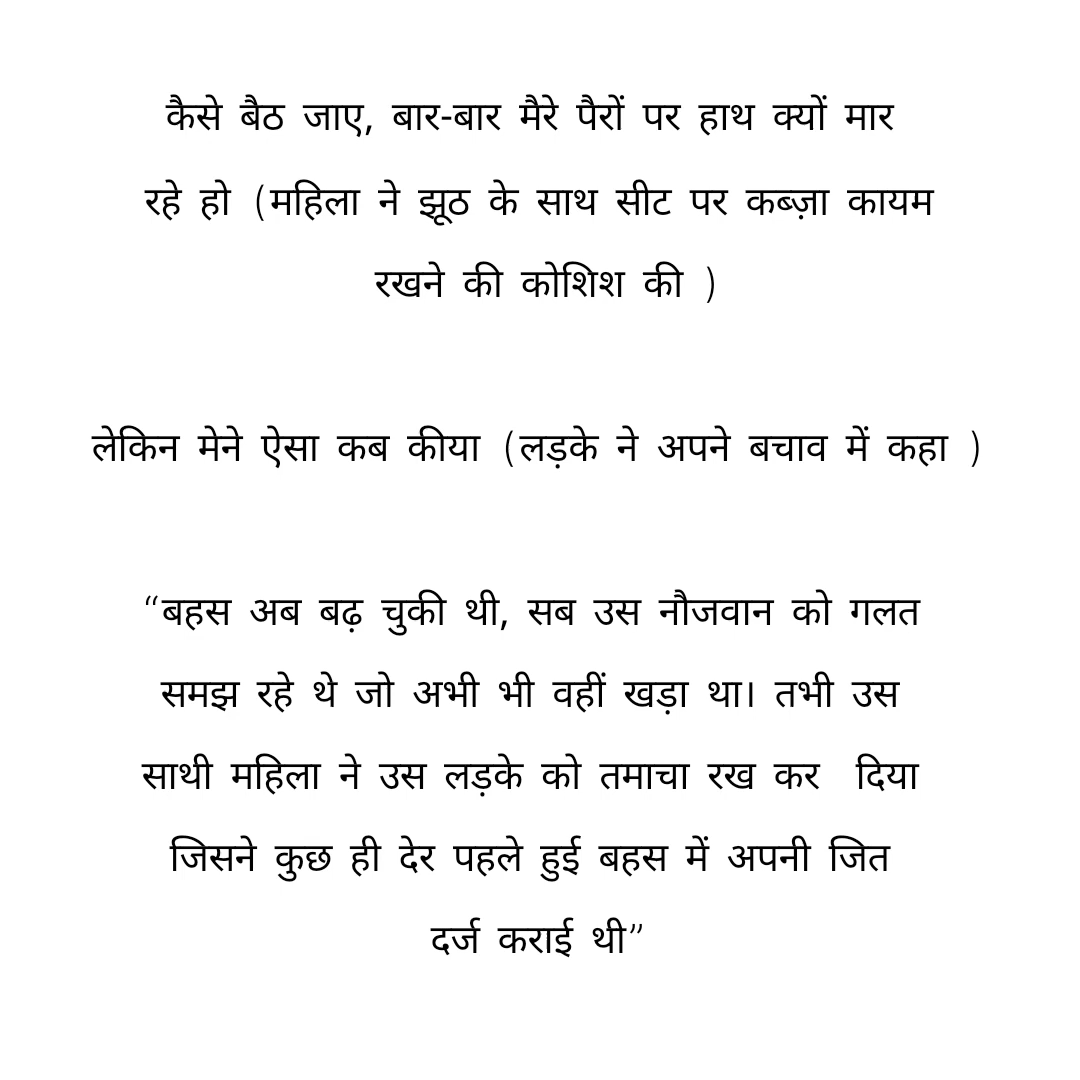 कैसे बैठ जाए, बार-बार मैरे पैरों पर हाथ क्यों मार
रहे हो (महिला ने झूठ के साथ सीट पर कब्ज़ा कायम
रखने की कोशिश की )
लेकिन मेने ऐसा कब कीया (लड़के ने अपने बचाव में कहा )
“बहस अब बढ़ चुकी थी, सब उस नौजवान को गलत
समझ रहे थे जो अभी भी वहीं खड़ा था। तभी उस
साथी महिला ने उस लड़के को तमाचा रख कर  दिया
जिसने कुछ ही देर पहले हुई बहस में अपनी जित
दर्ज कराई थी”